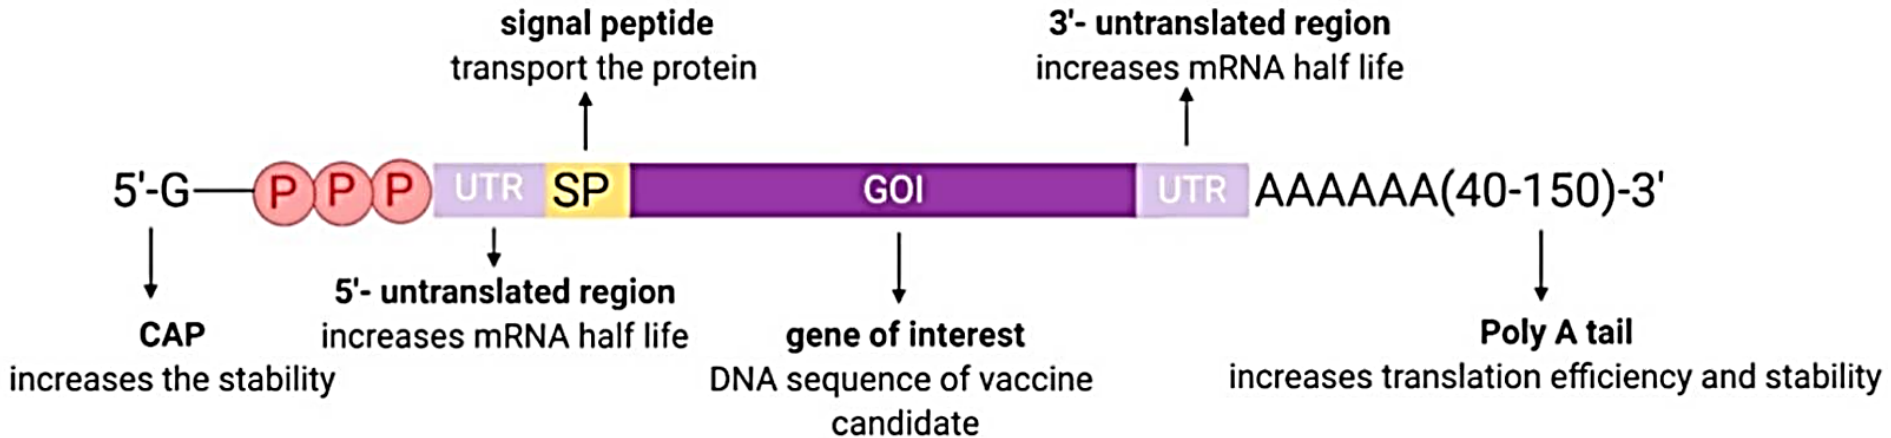 signal peptide
transport the protein
3'- untranslated region
increases mRNA half life
5'-G
P P P
UTR
SP
GOI
UTR
AAAAAA(40-150)-3'
CAP
increases the stability
5'- untranslated region
increases mRNA half life
gene of interest
DNA sequence of vaccine
candidate
Poly A tail
increases translation efficiency and stability